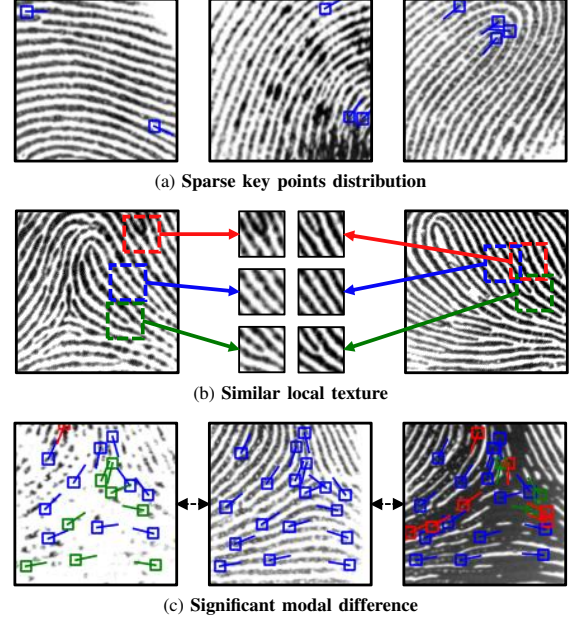 (a) Sparse key points distribution
(b) Similar local texture
(c) Significant modal difference